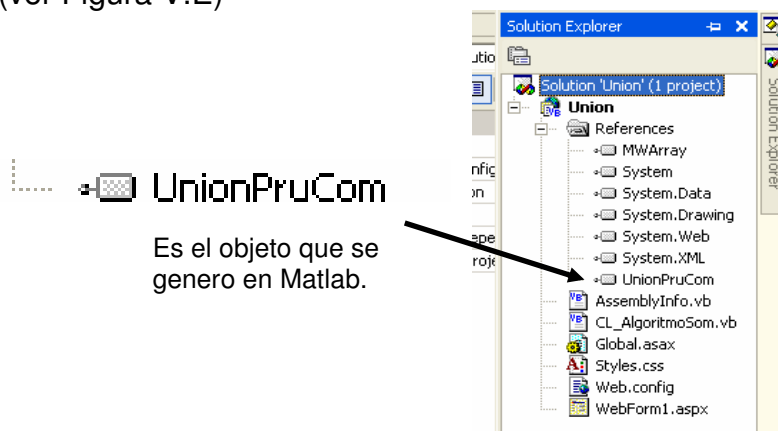 (ver Figura V.2)
Solution Explorer
Solution 'Union' (1 project)
Union
References
MWArray
System
System.Data
System.Drawing
System.Web
System.XML
UnionPruCom
AssemblyInfo.vb
CL_AlgoritmoSom.vb
Global.asax
Styles.css
Web.config
WebForm1.aspx
UnionPruCom
Es el objeto que se
genero en Matlab.
Solution Explorer